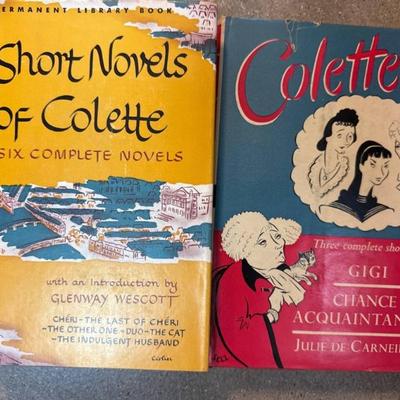 PERMANENT LIBRARY BOOK
Short Novels
of Colette
SIX COMPLETE NOVELS
with an Introduction by
GLENWAY WESCOTT
CHÉRI - THE LAST OF CHÉRI
- THE OTHER ONE - DUO - THE CAT
- THE INDULGENT HUSBAND
Colette
Three complete sho
GIGI
CHANCE
ACQUAINTAN
JULIE DE CARNEI